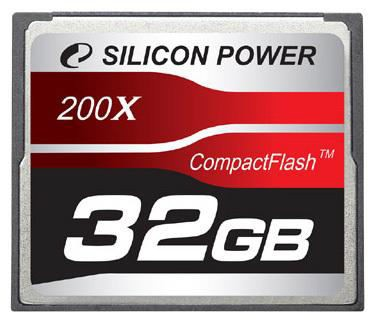 SILICON POWER
200X
CompactFlash™
32GB